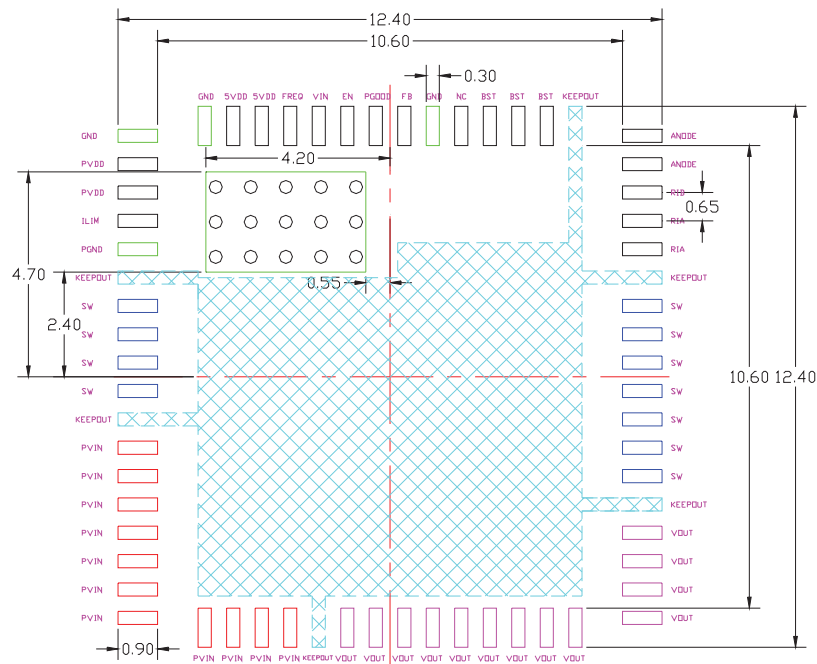 12.40
10.60
0.30
GND 5VDD 5VDD FREQ VIN EN PGOOD FB GND NC BST BST BST KEEPOUT
GND ANODE
4.20
PVDD ANODE
PVDD RID
0.65
ILIM RIA
PGND RIA
4.70
KEEPOUT KEEPOUT
0.55
SW SW
2.40
SW SW
SW SW
10.60 12.40
SW SW
KEEPOUT SW
PVIN SW
PVIN SW
PVIN KEEPOUT
PVIN VOUT
PVIN VOUT
PVIN VOUT
PVIN VOUT
0.90
PVIN PVIN PVIN PVIN KEEPOUT VOUT VOUT VOUT VOUT VOUT VOUT VOUT VOUT VOUT